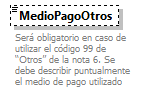 MedioPagoOtros
Será obligatorio en caso de
utilizar el código 99 de
“Otros” de la nota 6. Se
debe describir puntualmente
el medio de pago utilizado